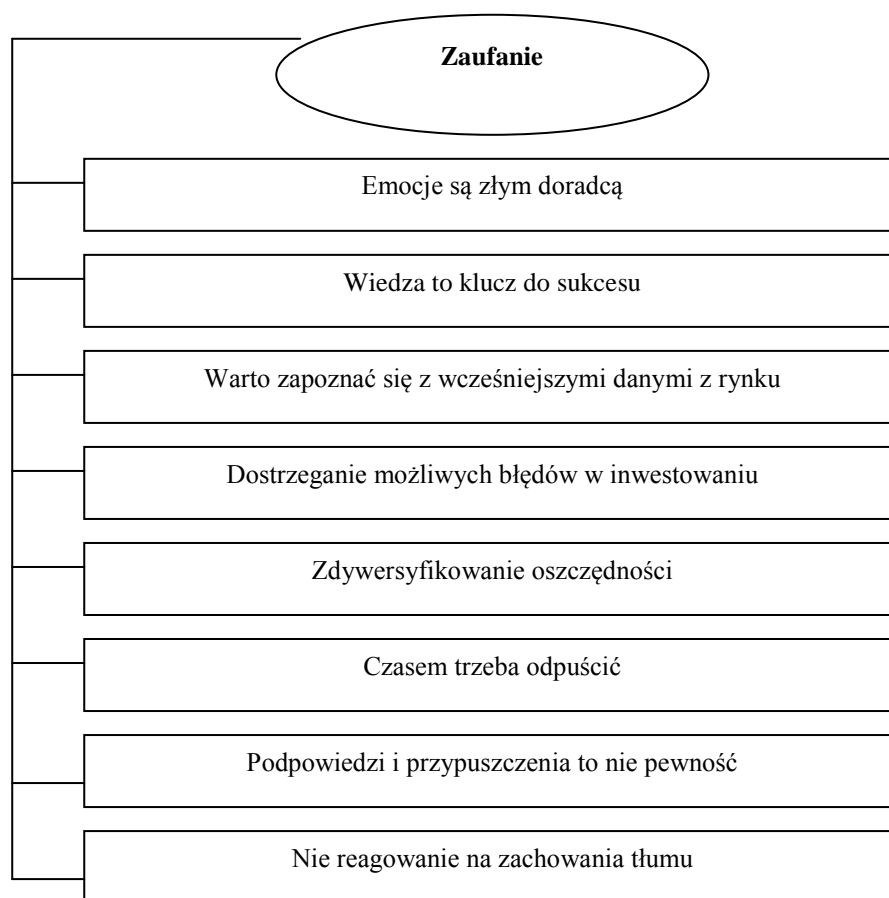 Zaufanie
Emocje są złym doradcą
Wiedza to klucz do sukcesu
Warto zapoznać się z wcześniejszymi danymi z rynku
Dostrzeganie możliwych błędów w inwestowaniu
Zdywersyfikowanie oszczędności
Czasem trzeba odpuścić
Podpowiedzi i przypuszczenia to nie pewność
Nie reagowanie na zachowania tłumu